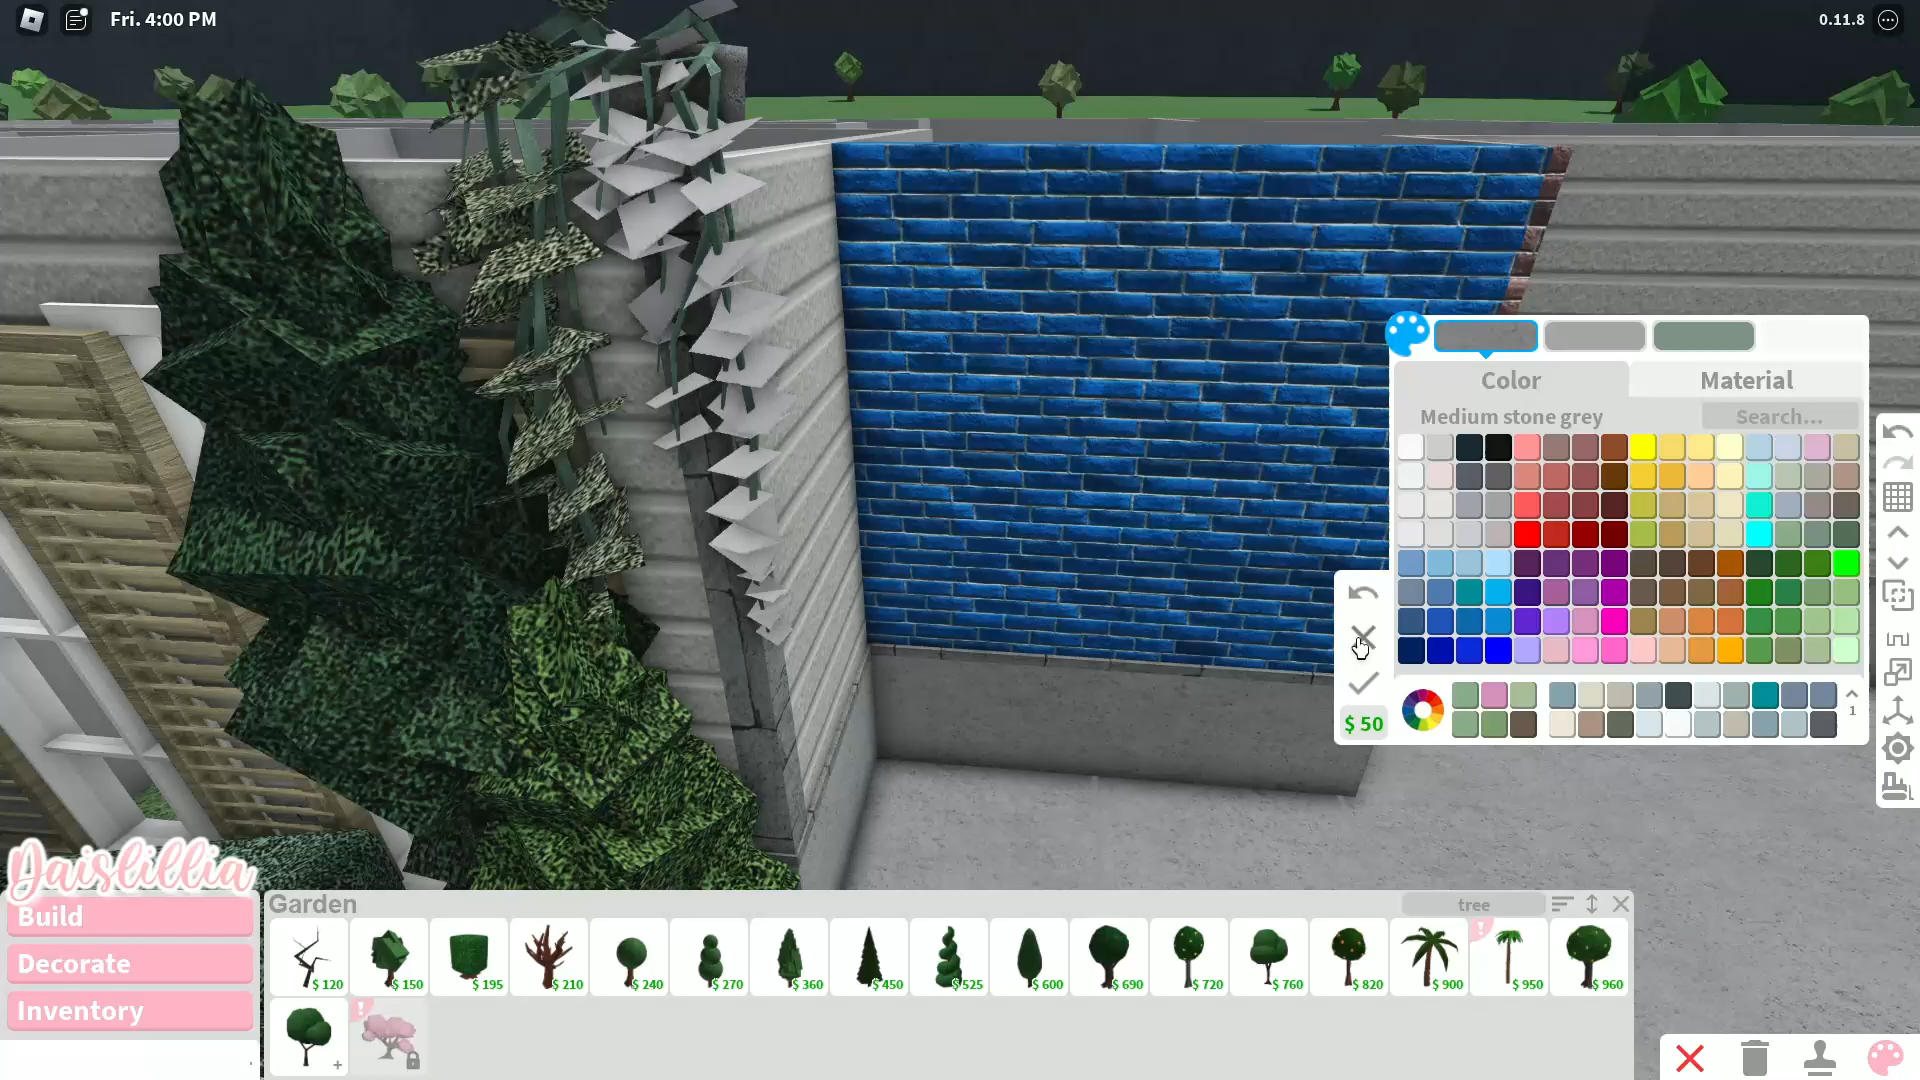 Fri. 4:00 PM
0.11.8
Color
Material
Medium stone grey
Search...
$ 50
1
Daislillia
Build
Decorate
Inventory
Garden
tree
$ 120
$ 150
$ 195
$ 210
$ 240
$ 270
$ 360
$ 450
$ 525
$ 600
$ 690
$ 720
$ 760
$ 820
$ 900
! $ 950
$ 960
+
!